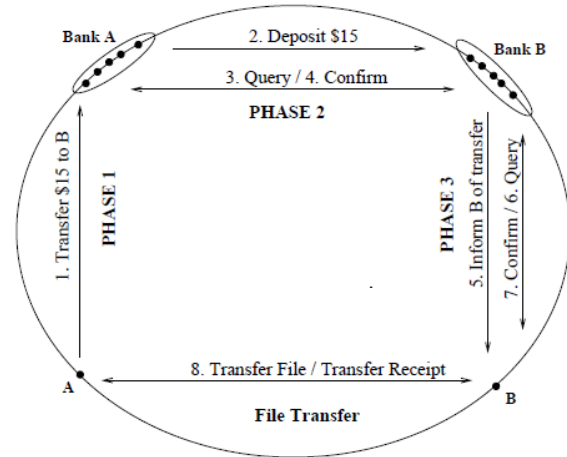 Bank A
2. Deposit $15
Bank B
3. Query / 4. Confirm
PHASE 2
1. Transfer $15 to B
PHASE 1
PHASE 3
5. Inform B of transfer
7. Confirm / 6. Query
8. Transfer File / Transfer Receipt
A
B
File Transfer